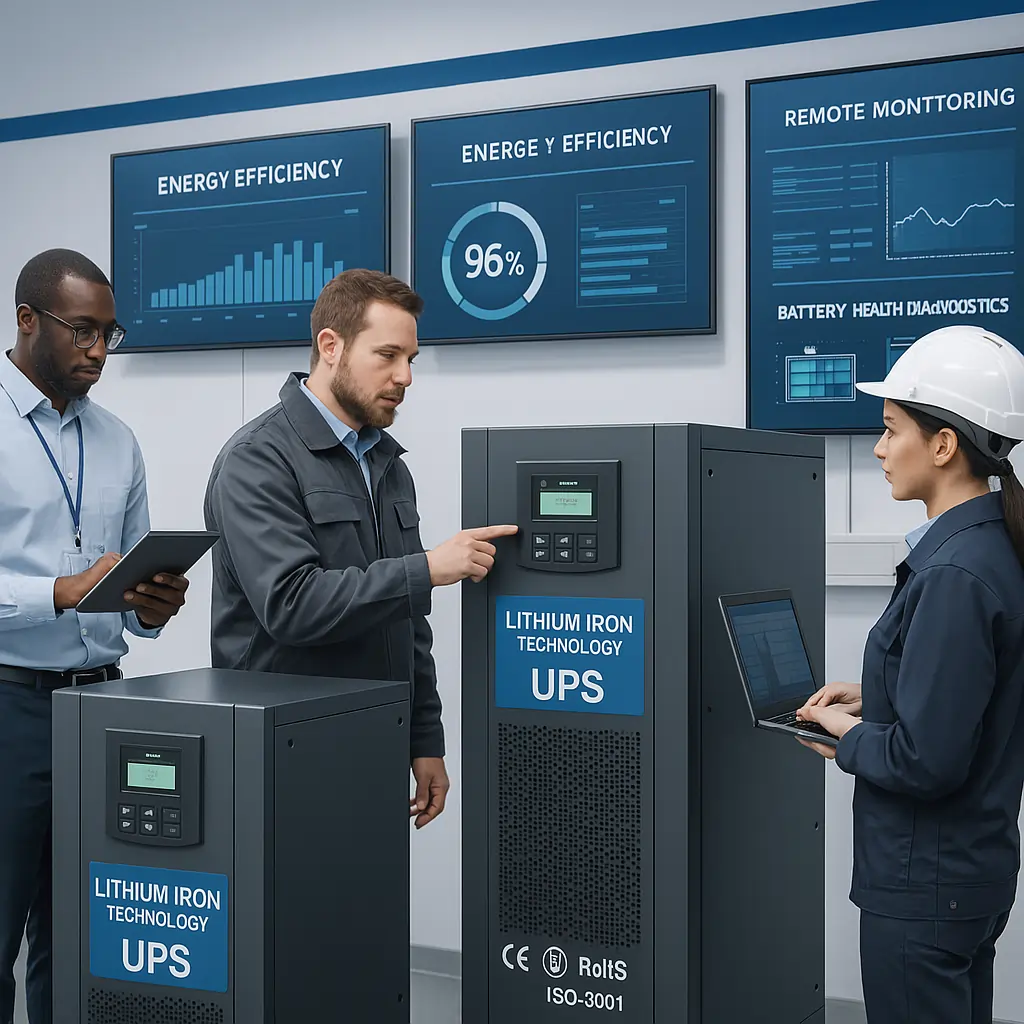 ENERGY EFFICIENCY
ENERGE Y EFFICIENCY
96%
REMOTE MONTTORING
BATTERY HEALTH DIAdVOOSTICS
LITHIUM IRON
TECHNOLOGY
UPS
LITHIUM IRON
TECHNOLOGY
UPS
CE RoltS
ISO-3001